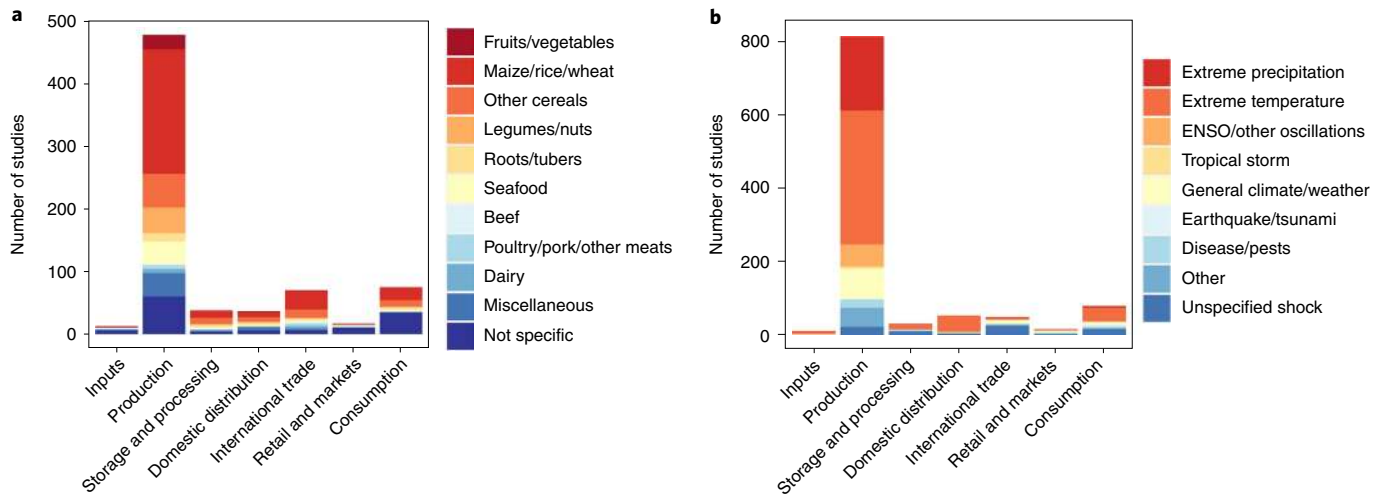 a
500
400
300
200
100
0
Number of studies
Inputs
Production
Storage and processing
Domestic distribution
International trade
Retail and markets
Consumption
Fruits/vegetables
Maize/rice/wheat
Other cereals
Legumes/nuts
Roots/tubers
Seafood
Beef
Poultry/pork/other meats
Dairy
Miscellaneous
Not specific
b
800
600
400
200
0
Number of studies
Inputs
Production
Storage and processing
Domestic distribution
International trade
Retail and markets
Consumption
Extreme precipitation
Extreme temperature
ENSO/other oscillations
Tropical storm
General climate/weather
Earthquake/tsunami
Disease/pests
Other
Unspecified shock